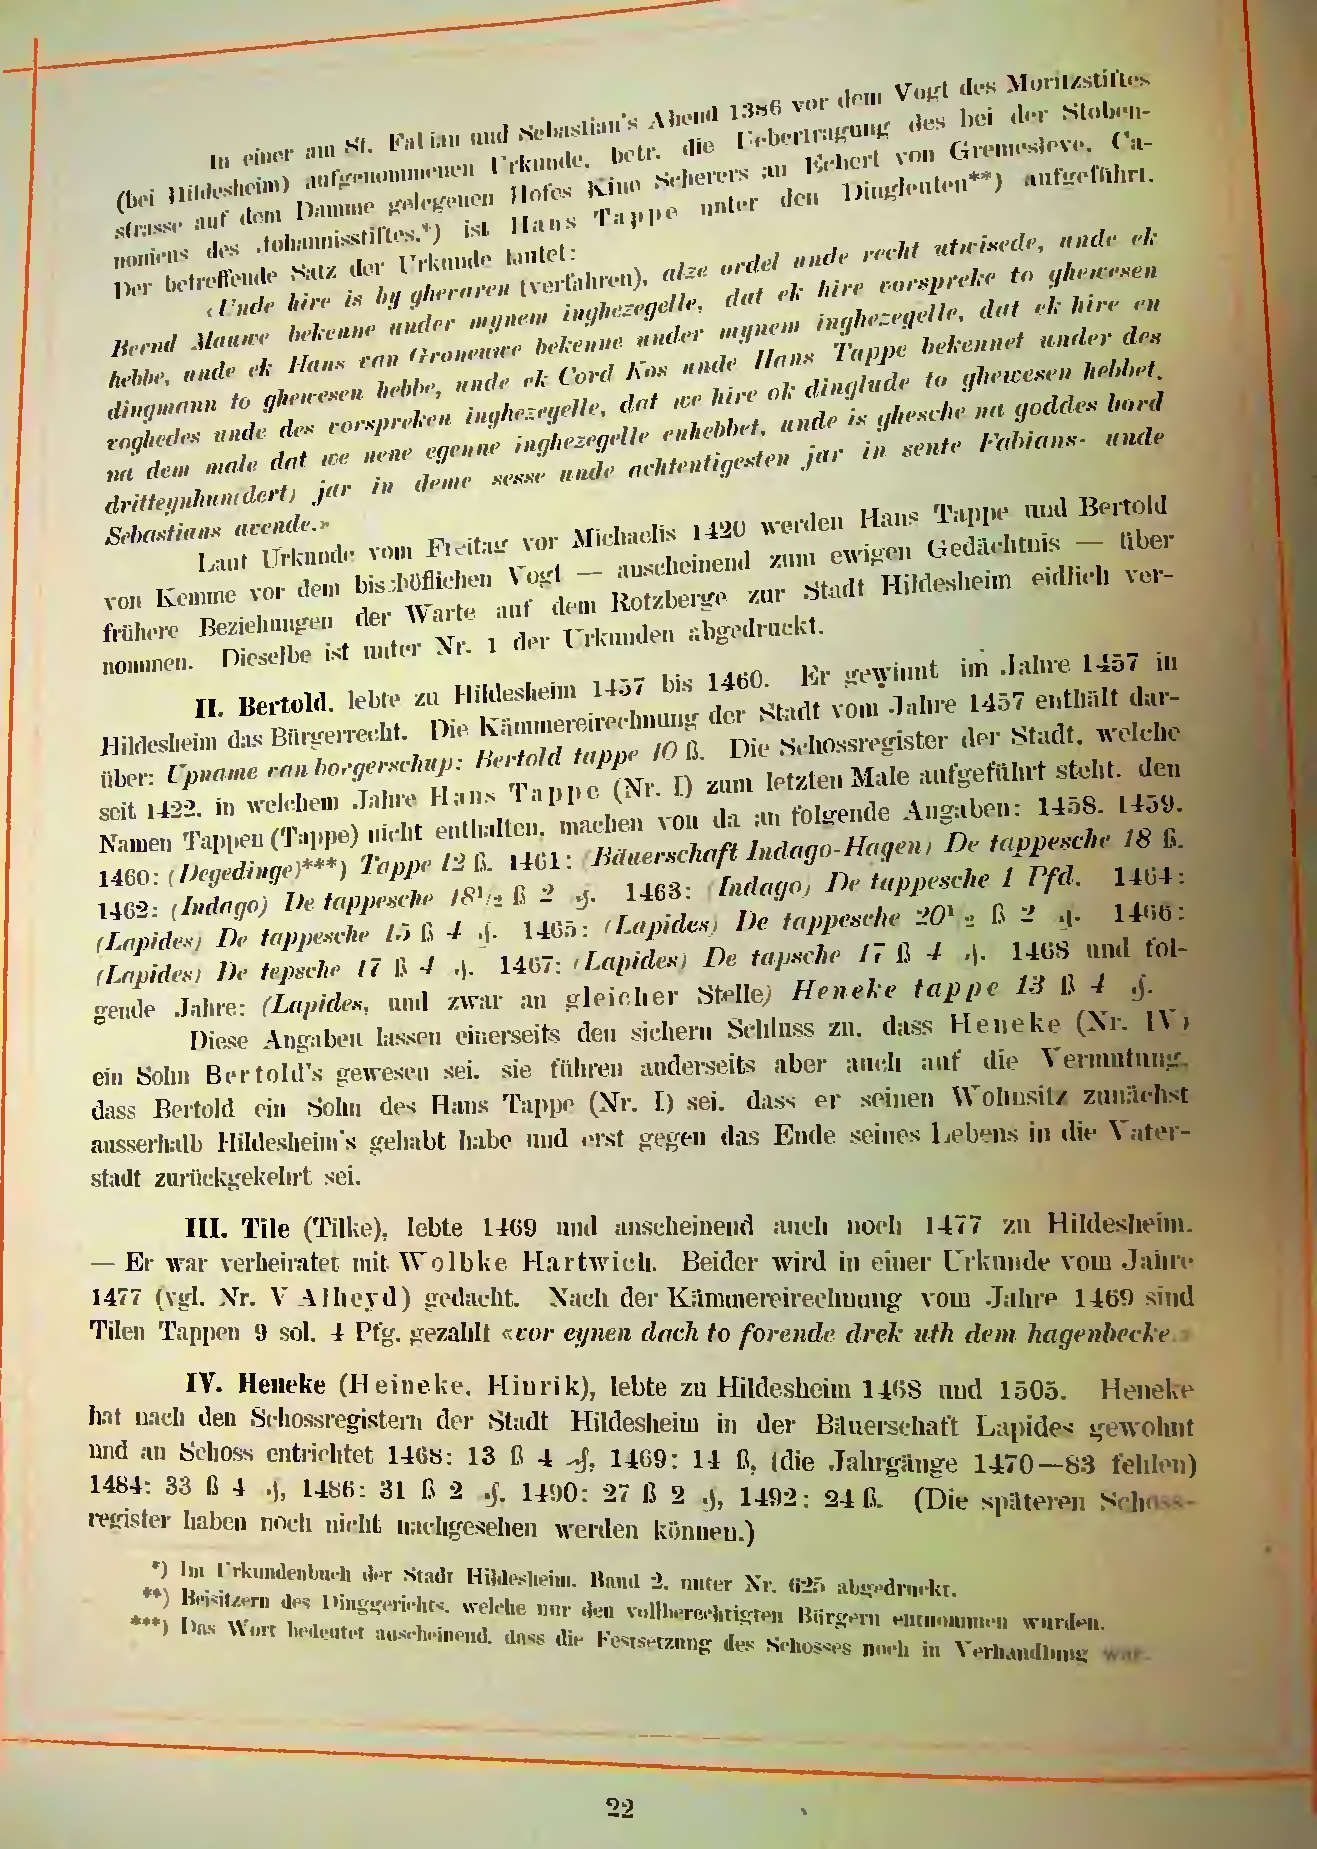 In einer am St. Fabian und Sebastian's Abend 1386 vor dem Vogt des Moritzstiftes
(bei Hildesheim) aufgenommenen Urkunde, betr. die Uebertragung des bei der Stoben-
strasse auf dem Damme gelegenen Hofes Kino Scherers an Echert von Gremesleve, Ca-
nonicus des Johannisstiftes,*) ist Hans Tappe unter den Dingleuten**) aufgeführt.
Der betreffende Satz der Urkunde lautet:
«Unde hire is by ghevaren (verfahren), alze ordel unde recht utwisede, unde ek
Bernd Mauwe bekenne under mynem inghezegelle, dat ek hire vorspreke to ghewesen
hebbe, unde ek Hans van Gronenwe bekenne under mynem inghezegelle, dat ek hire en
dingmann to ghewesen hebbe, unde ek Cord Kos unde Hans Tappe bekennet under des
voghedes unde des vorspreken inghezegelle, dat we hire ok dinglude to ghewesen hebbet,
na dem male dat we nene egenne inghezegelle enhebbet, unde is ghesche na goddes bord
dritteynhun(dert) jar in deme sesse unde achtentigesten jar in sente Fabians- unde
Sebastians avende.»
Laut Urkunde vom Freitag vor Michaelis 1420 werden Hans Tappe und Bertold
von Kemme vor dem bischöflichen Vogt — anscheinend zum ewigen Gedächtnis — über
frühere Beziehungen der Warte auf dem Rotzberge zur Stadt Hildesheim eidlich ver-
nommen. Dieselbe ist unter Nr. 1 der Urkunden abgedruckt.
II. Bertold, lebte zu Hildesheim 1457 bis 1460. Er gewinnt im Jahre 1457 in
Hildesheim das Bürgerrecht. Die Kämmereirechnung der Stadt vom Jahre 1457 enthält dar-
über: Upname van borgerschup: Bertold tappe 10 ß. Die Schossregister der Stadt, welche
seit 1422, in welchem Jahre Hans Tappe (Nr. I) zum letzten Male aufgeführt steht, den
Namen Tappen (Tappe) nicht enthalten, machen von da an folgende Angaben: 1458. 1459.
1460: (Degedinge)***) Tappe 12 ß. 1461: (Bäuerschaft Indago-Hagen) De tappesche 18 ß.
1462: (Indago) De tappesche 18½ ß 2 ₰. 1463: (Indago) De tappesche 1 Pfd. 1464:
(Lapides) De tappesche 15 ß 4 ₰. 1465: (Lapides) De tappesche 20½ ß 2 ₰. 1466:
(Lapides) De tepsche 17 ß 4 ₰. 1467: (Lapides) De tapsche 17 ß 4 ₰. 1468 und fol-
gende Jahre: (Lapides, und zwar an gleicher Stelle) Heneke tappe 13 ß 4 ₰.
Diese Angaben lassen einerseits den sichern Schluss zu, dass Heneke (Nr. IV)
ein Sohn Bertold's gewesen sei, sie führen anderseits aber auch auf die Vermutung,
dass Bertold ein Sohn des Hans Tappe (Nr. I) sei, dass er seinen Wohnsitz zunächst
ausserhalb Hildesheim's gehabt habe und erst gegen das Ende seines Lebens in die Vater-
stadt zurückgekehrt sei.
III. Tile (Tilke), lebte 1469 und anscheinend auch noch 1477 zu Hildesheim.
— Er war verheiratet mit Wolbke Hartwich. Beider wird in einer Urkunde vom Jahre
1477 (vgl. Nr. V Alheyd) gedacht. Nach der Kämmereirechnung vom Jahre 1469 sind
Tilen Tappen 9 sol. 4 Pfg. gezahlt «vor eynen dach to forende drek uth dem hagenbecke.»
IV. Heneke (Heineke, Hinrik), lebte zu Hildesheim 1468 und 1505. Heneke
hat nach den Schossregistern der Stadt Hildesheim in der Bäuerschaft Lapides gewohnt
und an Schoss entrichtet 1468: 13 ß 4 ₰, 1469: 14 ß, (die Jahrgänge 1470—83 fehlen)
1484: 33 ß 4 ₰, 1486: 31 ß 2 ₰, 1490: 27 ß 2 ₰, 1492: 24 ß. (Die späteren Schoss-
register haben noch nicht nachgesehen werden können.)
*) Im Urkundenbuch der Stadt Hildesheim, Band 2, unter Nr. 625 abgedruckt.
**) Beisitzern des Dinggerichts, welche nur den vollberechtigten Bürgern entnommen wurden.
***) Das Wort bedeutet anscheinend, dass die Festsetzung des Schosses noch in Verhandlung war.
22